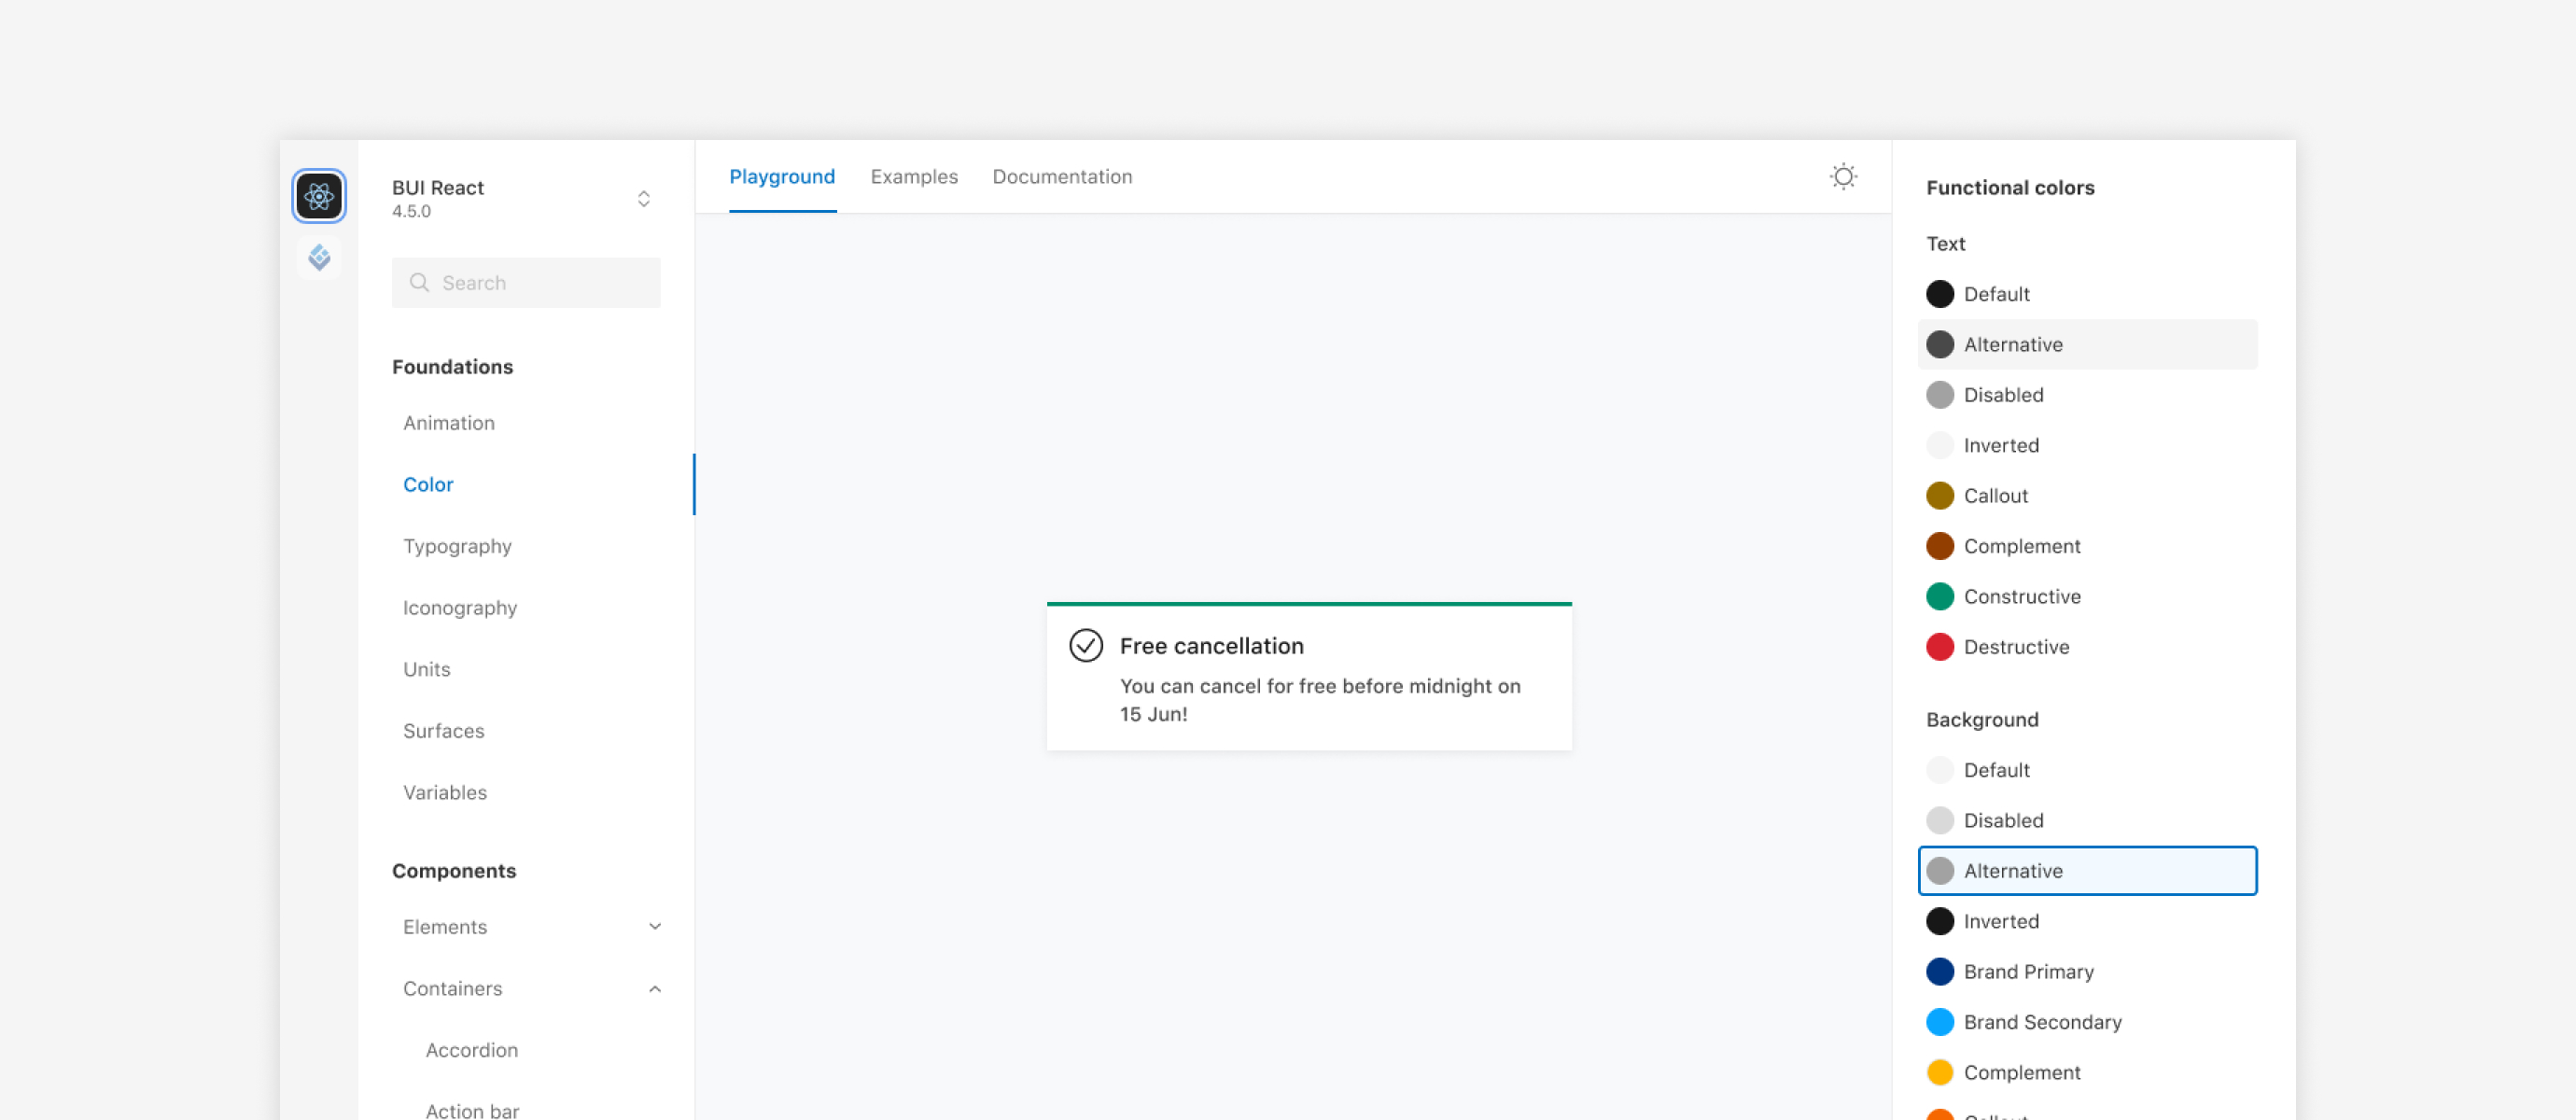 BUI React
4.5.0
Search
Foundations
Animation
Color
Typography
Iconography
Units
Surfaces
Variables
Components
Elements
Containers
Accordion
Action bar
Playground
Examples
Documentation
Free cancellation
You can cancel for free before midnight on
15 Jun!
Functional colors
Text
Default
Alternative
Disabled
Inverted
Callout
Complement
Constructive
Destructive
Background
Default
Disabled
Alternative
Inverted
Brand Primary
Brand Secondary
Complement
Callout